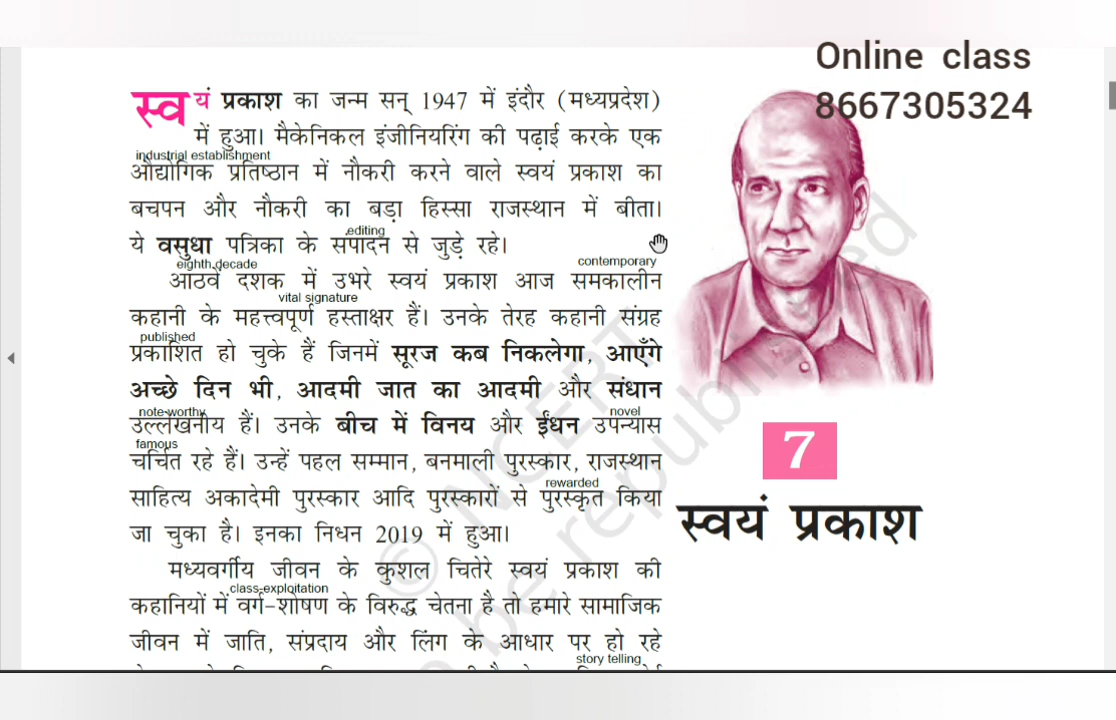 Online class
8667305324
स्वयं प्रकाश का जन्म सन् 1947 में इंदौर (मध्यप्रदेश)
में हुआ। मैकेनिकल इंजीनियरिंग की पढ़ाई करके एक
industrial establishment
औद्योगिक प्रतिष्ठान में नौकरी करने वाले स्वयं प्रकाश का
बचपन और नौकरी का बड़ा हिस्सा राजस्थान में बीता।
editing
ये वसुधा पत्रिका के संपादन से जुड़े रहे।
eighth decade contemporary
आठवें दशक में उभरे स्वयं प्रकाश आज समकालीन
vital signature
कहानी के महत्त्वपूर्ण हस्ताक्षर हैं। उनके तेरह कहानी संग्रह
published
प्रकाशित हो चुके हैं जिनमें सूरज कब निकलेगा, आएँगे
अच्छे दिन भी, आदमी जात का आदमी और संधान
note-worthy novel
उल्लेखनीय हैं। उनके बीच में विनय और ईंधन उपन्यास
famous
चर्चित रहे हैं। उन्हें पहल सम्मान, बनमाली पुरस्कार, राजस्थान
rewarded
साहित्य अकादेमी पुरस्कार आदि पुरस्कारों से पुरस्कृत किया
जा चुका है। इनका निधन 2019 में हुआ।
मध्यवर्गीय जीवन के कुशल चितेरे स्वयं प्रकाश की
class-exploitation
कहानियों में वर्ग-शोषण के विरुद्ध चेतना है तो हमारे सामाजिक
जीवन में जाति, संप्रदाय और लिंग के आधार पर हो रहे
story telling
7
स्वयं प्रकाश
© NCERT
be republished